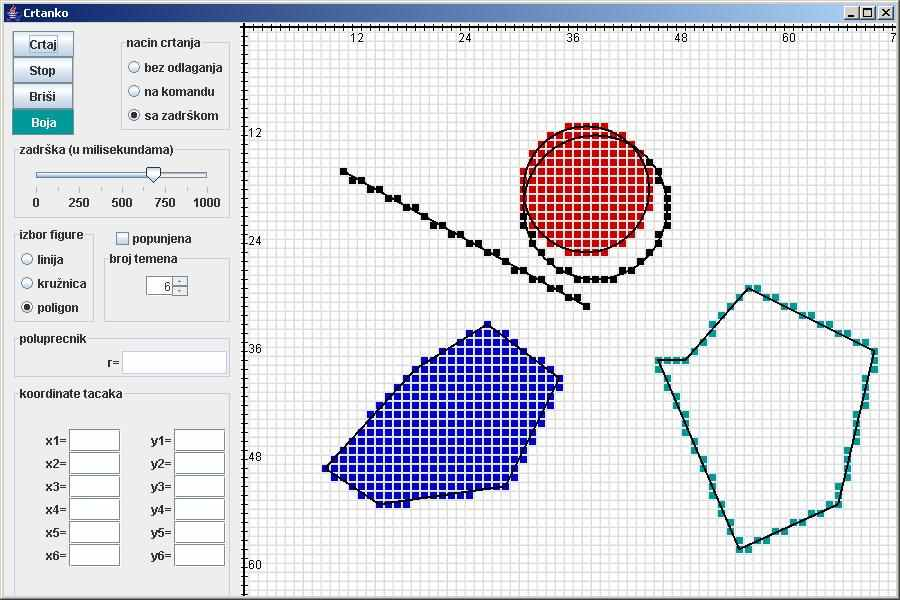 Crtanko
Crtaj
Stop
Briši
Boja
nacin crtanja
bez odlaganja
na komandu
sa zadrškom
zadrška (u milisekundama)
0 250 500 750 1000
izbor figure
linija
kružnica
poligon
popunjena
broj temena
6
poluprecnik
r=
koordinate tacaka
x1= y1=
x2= y2=
x3= y3=
x4= y4=
x5= y5=
x6= y6=
12 24 36 48 60 7
12
24
36
48
60